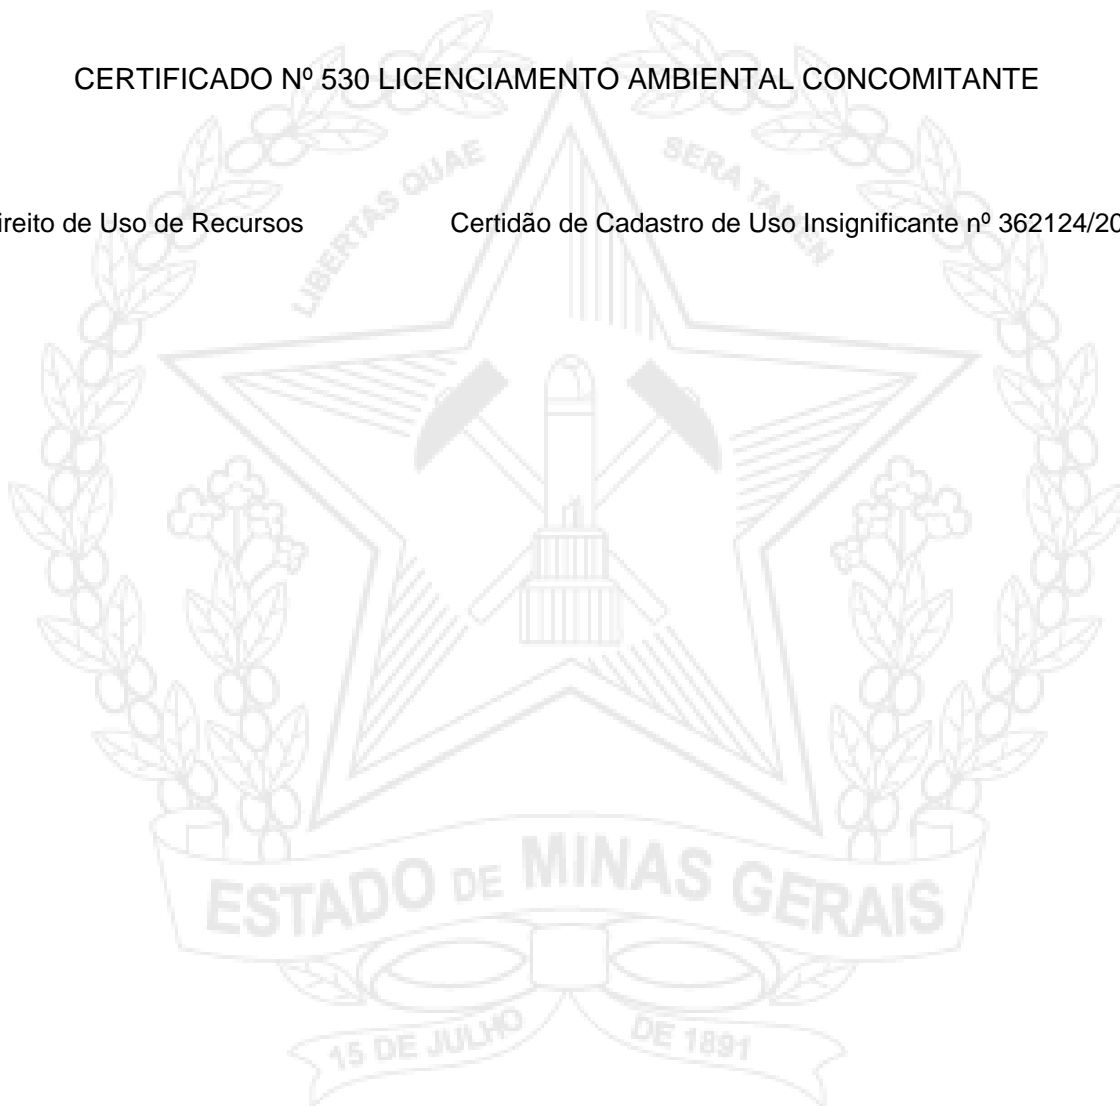 CERTIFICADO Nº 530 LICENCIAMENTO AMBIENTAL CONCOMITANTE
LIBERTAS QUAE SERA TAMEN
ireito de Uso de Recursos Certidão de Cadastro de Uso Insignificante nº 362124/20
ESTADO DE MINAS GERAIS
15 DE JULHO DE 1891